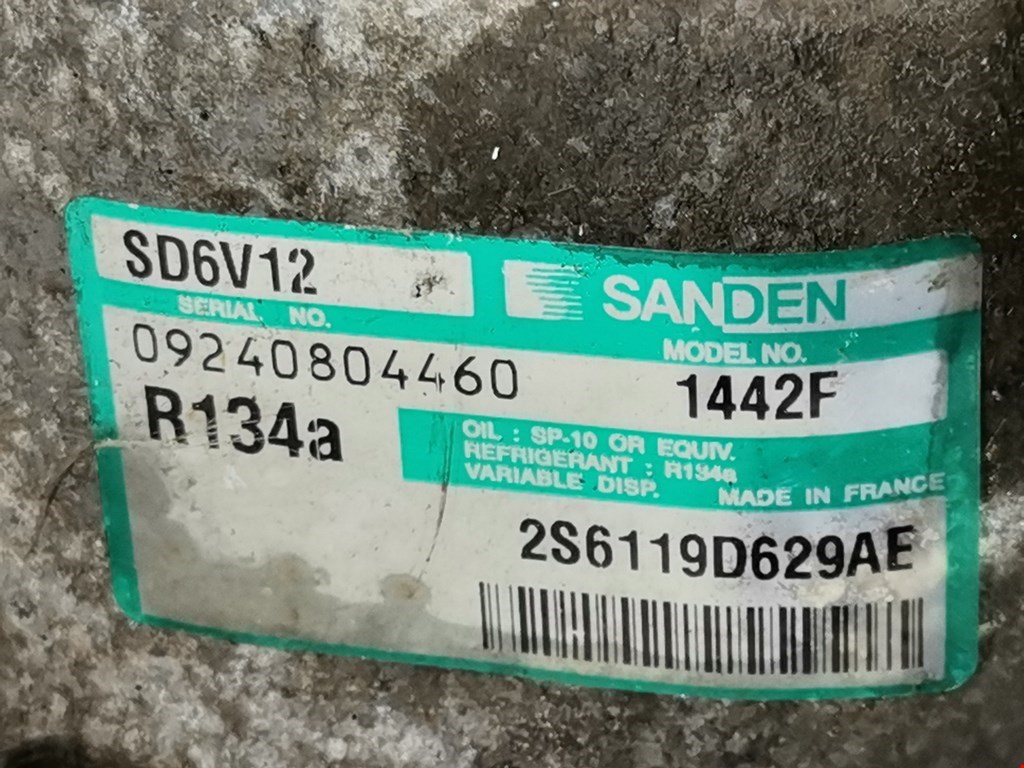 SD6V12
SANDEN
SERIAL NO.
MODEL NO.
09240804460
1442F
R134a
OIL : SP-10 OR EQUIV.
REFRIGERANT : R134a
VARIABLE DISP.
MADE IN FRANCE
2S6119D629AE